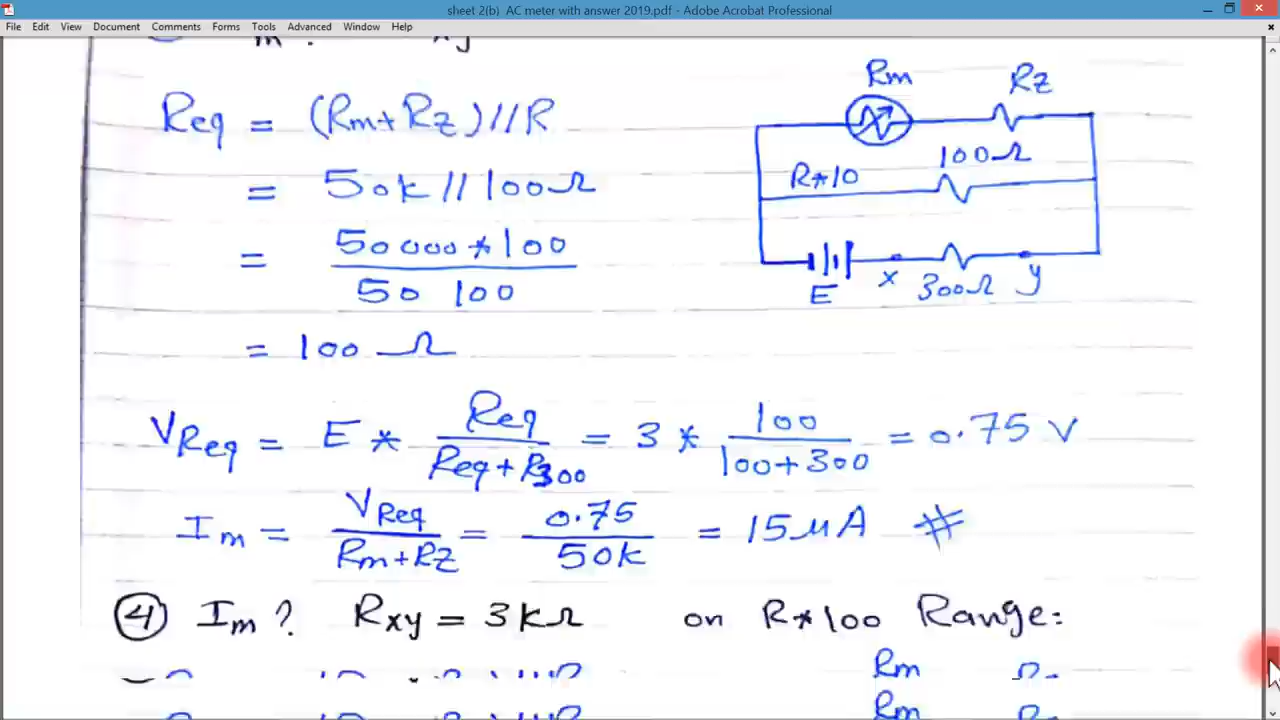 sheet 2(b) AC meter with answer 2019.pdf - Adobe Acrobat Professional
File Edit View Document Comments Forms Tools Advanced Window Help
Rm Rz
Req = (Rm+Rz)//R
100Ω
R*10
= 50k//100Ω
= 50000*100
50 100
E x 300Ω y
= 100 Ω
VReq = E * Req / Req+R300 = 3 * 100 / 100+300 = 0.75 V
Im = VReq / Rm+Rz = 0.75 / 50k = 15μA #
④ Im? Rxy = 3kΩ on R*100 Range:
Rm
Rm